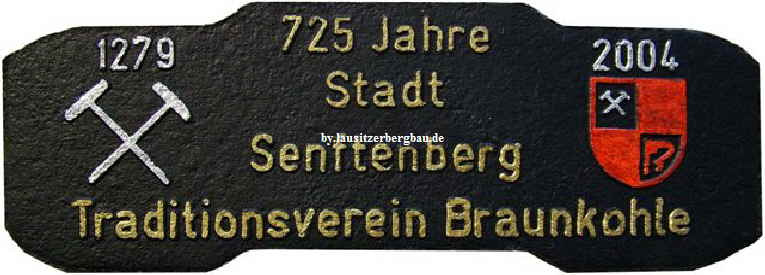 725 Jahre
1279
2004
Stadt
by.lausitzerbergbau.de
Senftenberg
Traditionsverein Braunkohle